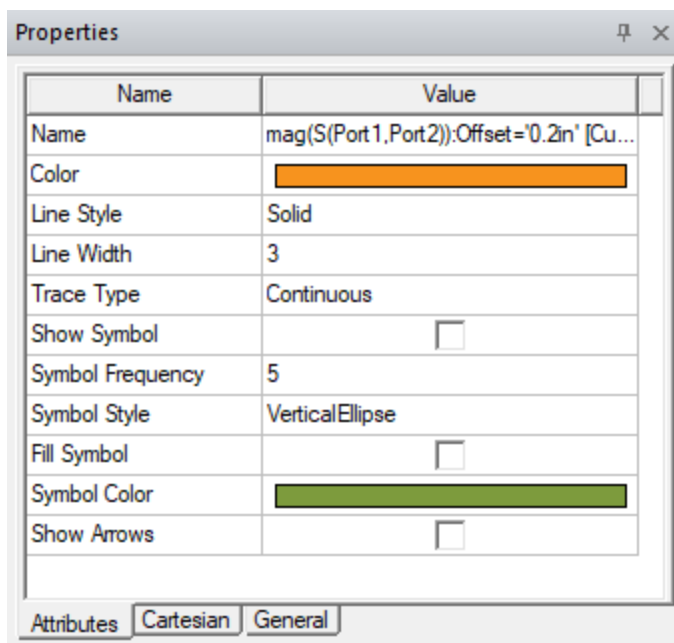 Properties
Name Value
Name mag(S(Port1,Port2)):Offset='0.2in' [Cu...
Color
Line Style Solid
Line Width 3
Trace Type Continuous
Show Symbol
Symbol Frequency 5
Symbol Style VerticalEllipse
Fill Symbol
Symbol Color
Show Arrows
Attributes Cartesian General